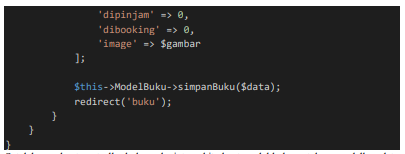 'dipinjam' => 0,
'dibooking' => 0,
'image' => $gambar
];
$this->ModelBuku->simpanBuku($data);
redirect('buku');
}
}
}